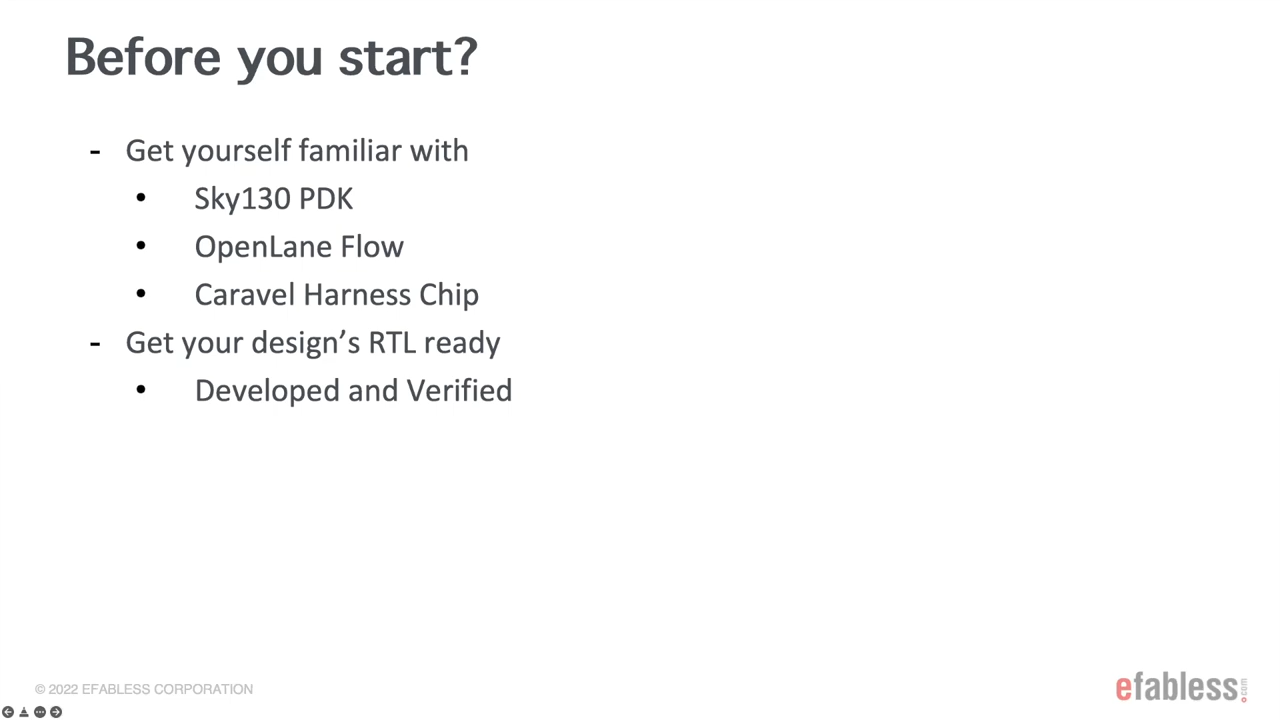 Before you start?
- Get yourself familiar with
• Sky130 PDK
• OpenLane Flow
• Caravel Harness Chip
- Get your design’s RTL ready
• Developed and Verified
© 2022 EFABLESS CORPORATION
efabless.com